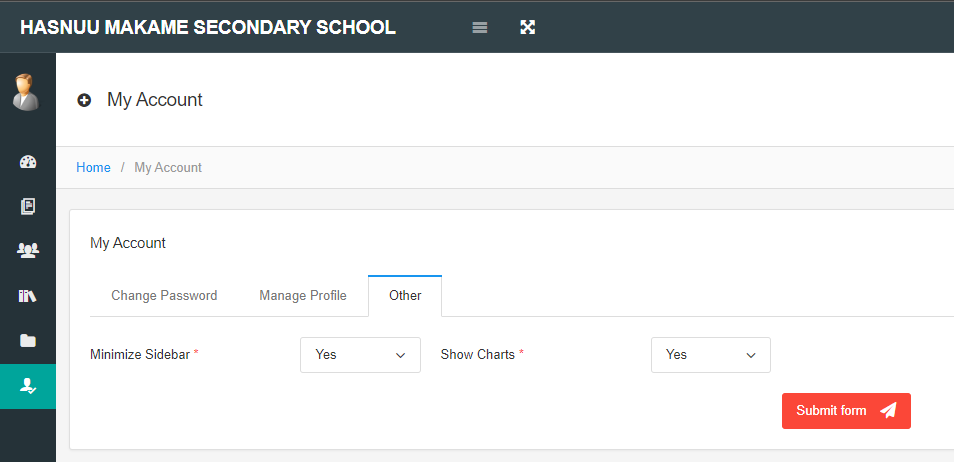 HASNUU MAKAME SECONDARY SCHOOL
My Account
Home / My Account
My Account
Change Password Manage Profile Other
Minimize Sidebar * Yes Show Charts * Yes
Submit form